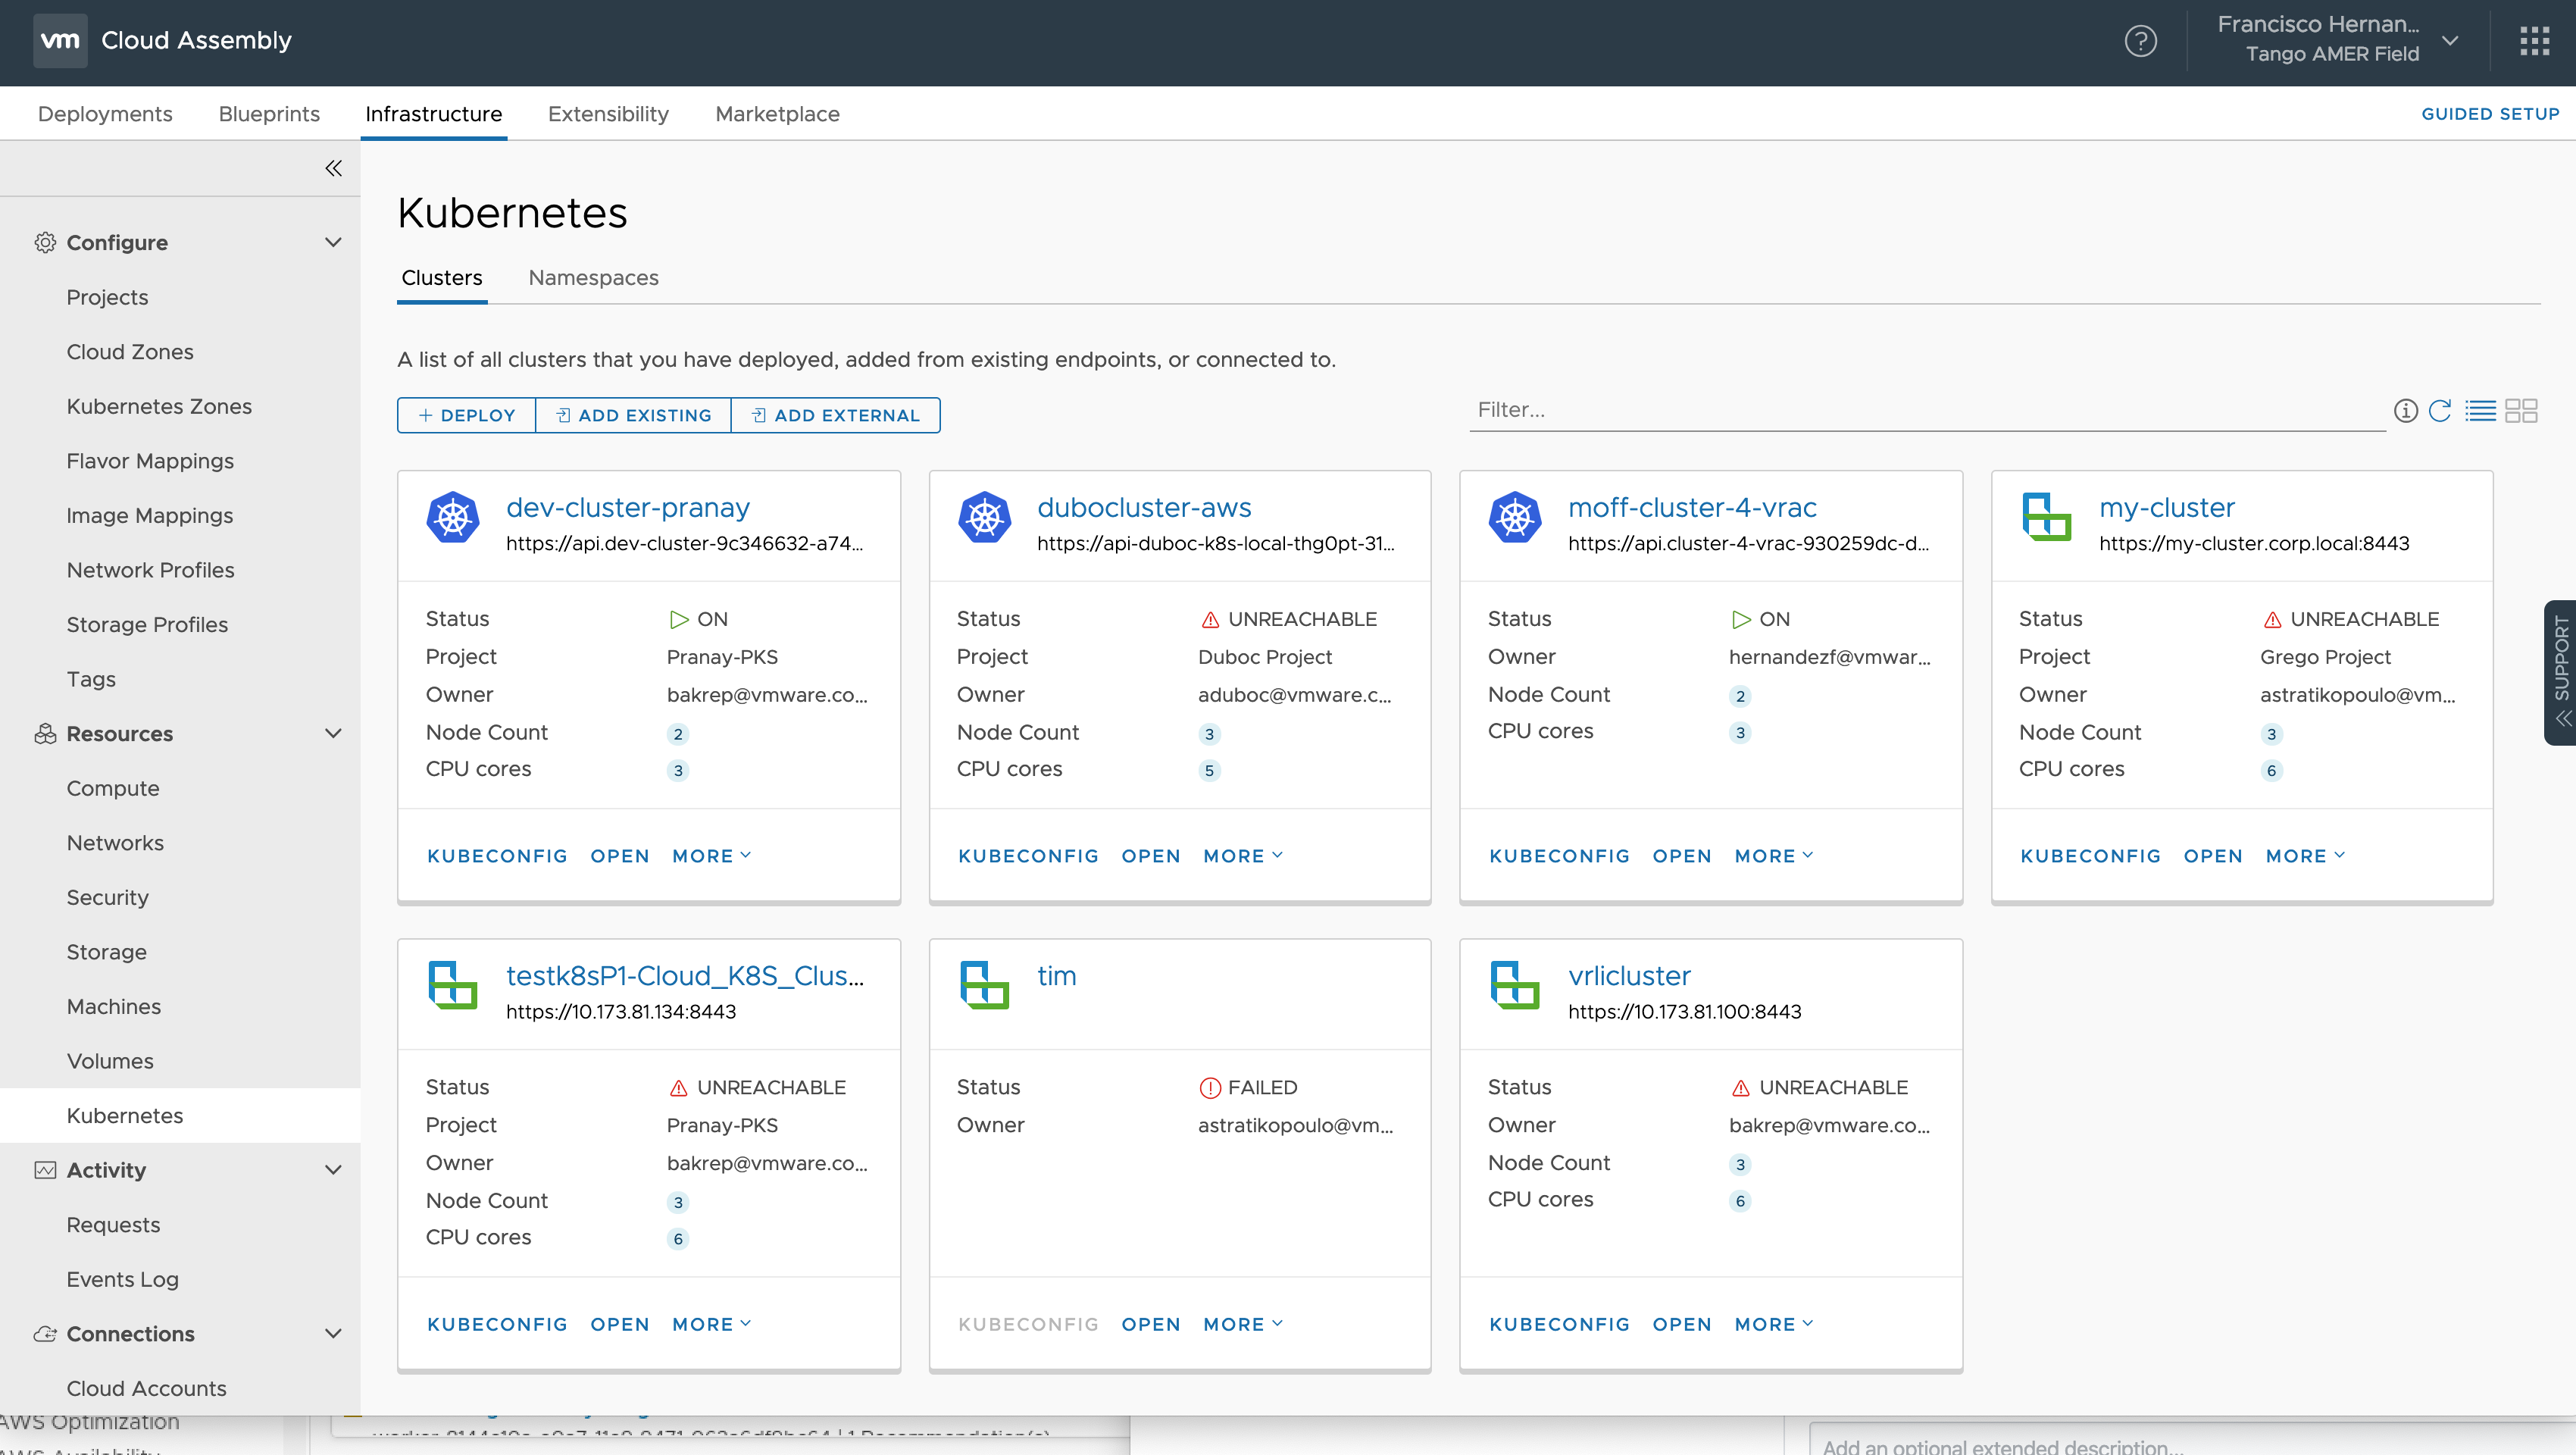 vm Cloud Assembly
Francisco Hernan...
Tango AMER Field
Deployments Blueprints Infrastructure Extensibility Marketplace GUIDED SETUP
Configure
Projects
Cloud Zones
Kubernetes Zones
Flavor Mappings
Image Mappings
Network Profiles
Storage Profiles
Tags
Resources
Compute
Networks
Security
Storage
Machines
Volumes
Kubernetes
Activity
Requests
Events Log
Connections
Cloud Accounts
Kubernetes
Clusters Namespaces
A list of all clusters that you have deployed, added from existing endpoints, or connected to.
+ DEPLOY ADD EXISTING ADD EXTERNAL Filter...
dev-cluster-pranay
https://api.dev-cluster-9c346632-a74...
Status ON
Project Pranay-PKS
Owner bakrep@vmware.co...
Node Count 2
CPU cores 3
KUBECONFIG OPEN MORE
dubocluster-aws
https://api-duboc-k8s-local-thg0pt-31...
Status UNREACHABLE
Project Duboc Project
Owner aduboc@vmware.c...
Node Count 3
CPU cores 5
KUBECONFIG OPEN MORE
moff-cluster-4-vrac
https://api.cluster-4-vrac-930259dc-d...
Status ON
Owner hernandezf@vmwar...
Node Count 2
CPU cores 3
KUBECONFIG OPEN MORE
my-cluster
https://my-cluster.corp.local:8443
Status UNREACHABLE
Project Grego Project
Owner astratikopoulo@vm...
Node Count 3
CPU cores 6
KUBECONFIG OPEN MORE
testk8sP1-Cloud_K8S_Clus...
https://10.173.81.134:8443
Status UNREACHABLE
Project Pranay-PKS
Owner bakrep@vmware.co...
Node Count 3
CPU cores 6
KUBECONFIG OPEN MORE
tim
Status FAILED
Owner astratikopoulo@vm...
KUBECONFIG OPEN MORE
vrlicluster
https://10.173.81.100:8443
Status UNREACHABLE
Owner bakrep@vmware.co...
Node Count 3
CPU cores 6
KUBECONFIG OPEN MORE
SUPPORT
AWS Optimization
AWS Availability
Add an optional extended description...